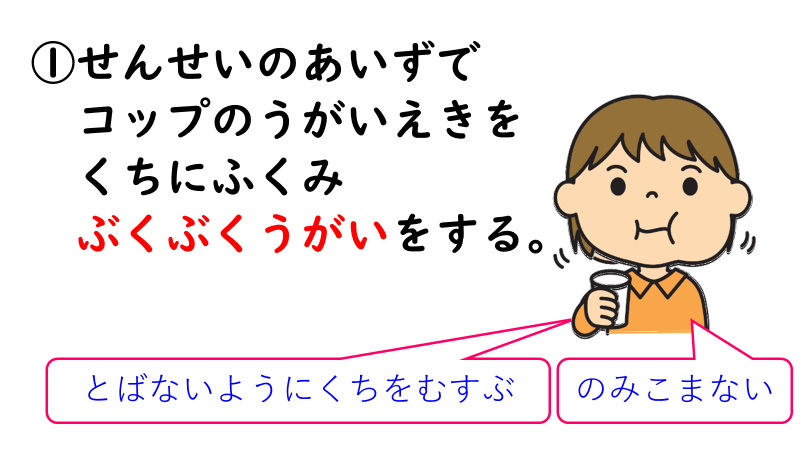 ①せんせいのあいずで
コップのうがいえきを
くちにふくみ
ぶくぶくうがいをする。
とばないようにくちをむすぶ
のみこまない